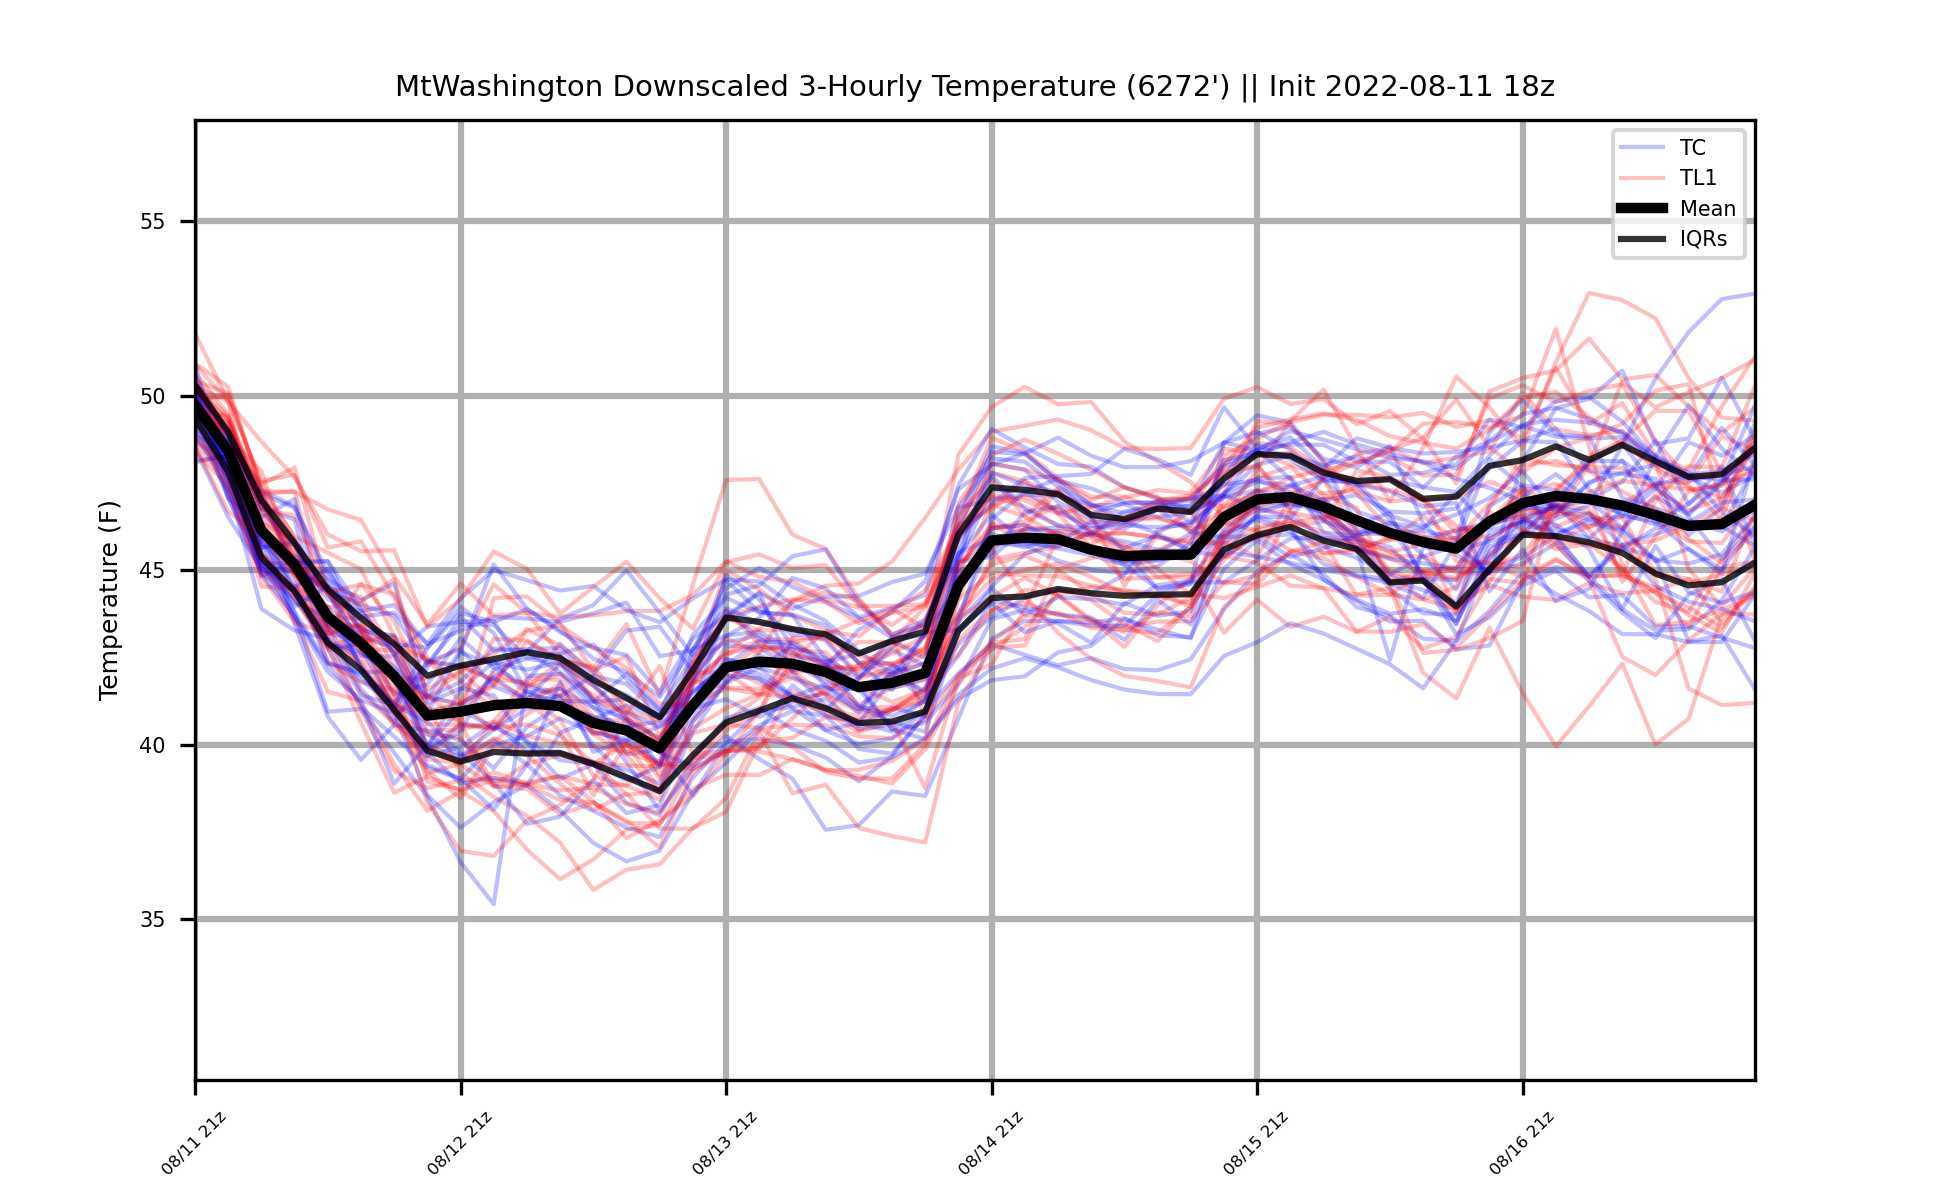 MtWashington Downscaled 3-Hourly Temperature (6272') || Init 2022-08-11 18z
TC
TL1
Mean
IQRs
Temperature (F)
55
50
45
40
35
08/11 21z
08/12 21z
08/13 21z
08/14 21z
08/15 21z
08/16 21z